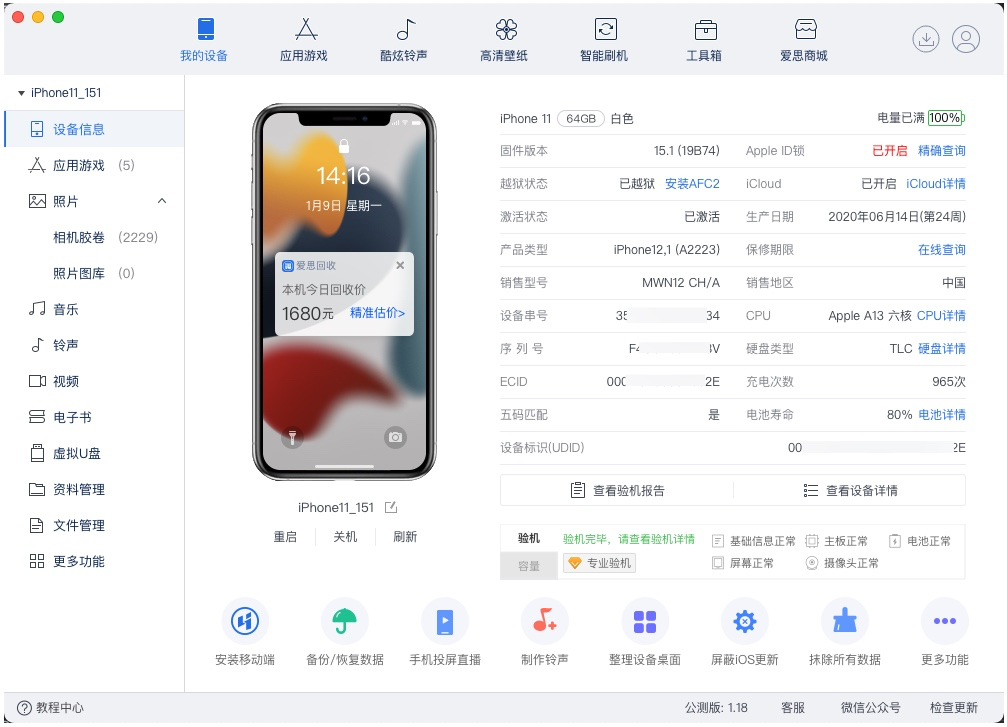 我的设备
应用游戏
酷炫铃声
高清壁纸
智能刷机
工具箱
爱思商城
iPhone11_151
设备信息
应用游戏 (5)
照片
相机胶卷 (2229)
照片图库 (0)
音乐
铃声
视频
电子书
虚拟U盘
资料管理
文件管理
更多功能
14:16
1月9日 星期一
爱思回收
本机今日回收价
1680元 精准估价>
iPhone11_151
重启 关机 刷新
iPhone 11 64GB 白色 电量已满 100%
固件版本 15.1 (19B74) Apple ID锁 已开启 精确查询
越狱状态 已越狱 安装AFC2 iCloud 已开启 iCloud详情
激活状态 已激活 生产日期 2020年06月14日(第24周)
产品类型 iPhone12,1 (A2223) 保修期限 在线查询
销售型号 MWN12 CH/A 销售地区 中国
设备串号 35 34 CPU Apple A13 六核 CPU详情
序列号 F4 V 硬盘类型 TLC 硬盘详情
ECID 000 2E 充电次数 965次
五码匹配 是 电池寿命 80% 电池详情
设备标识(UDID) 00 2E
查看验机报告 查看设备详情
验机 验机完毕，请查看验机详情 基础信息正常 主板正常 电池正常
容量 专业验机 屏幕正常 摄像头正常
安装移动端
备份/恢复数据
手机投屏直播
制作铃声
整理设备桌面
屏蔽iOS更新
抹除所有数据
更多功能
教程中心 公测版: 1.18 客服 微信公众号 检查更新